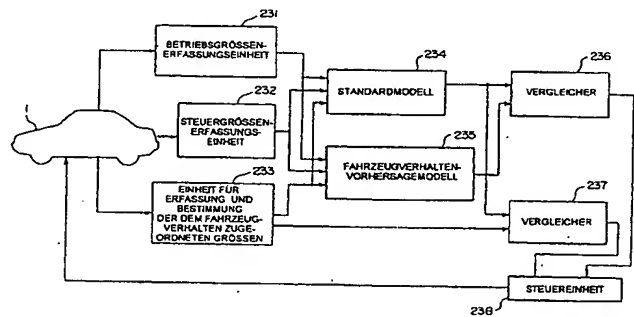 231
BETRIEBSGRÖSSEN-
ERFASSUNGSEINHEIT
1
232
STEUERGRÖSSEN-
ERFASSUNGS-
EINHEIT
233
EINHEIT FÜR
ERFASSUNG UND
BESTIMMUNG
DER DEM FAHRZEUG-
VERHALTEN ZUGE-
ORDNETEN GRÖSSEN
234
STANDARDMODELL
235
FAHRZEUGVERHALTEN-
VORHERSAGEMODELL
236
VERGLEICHER
237
VERGLEICHER
STEUEREINHEIT
238